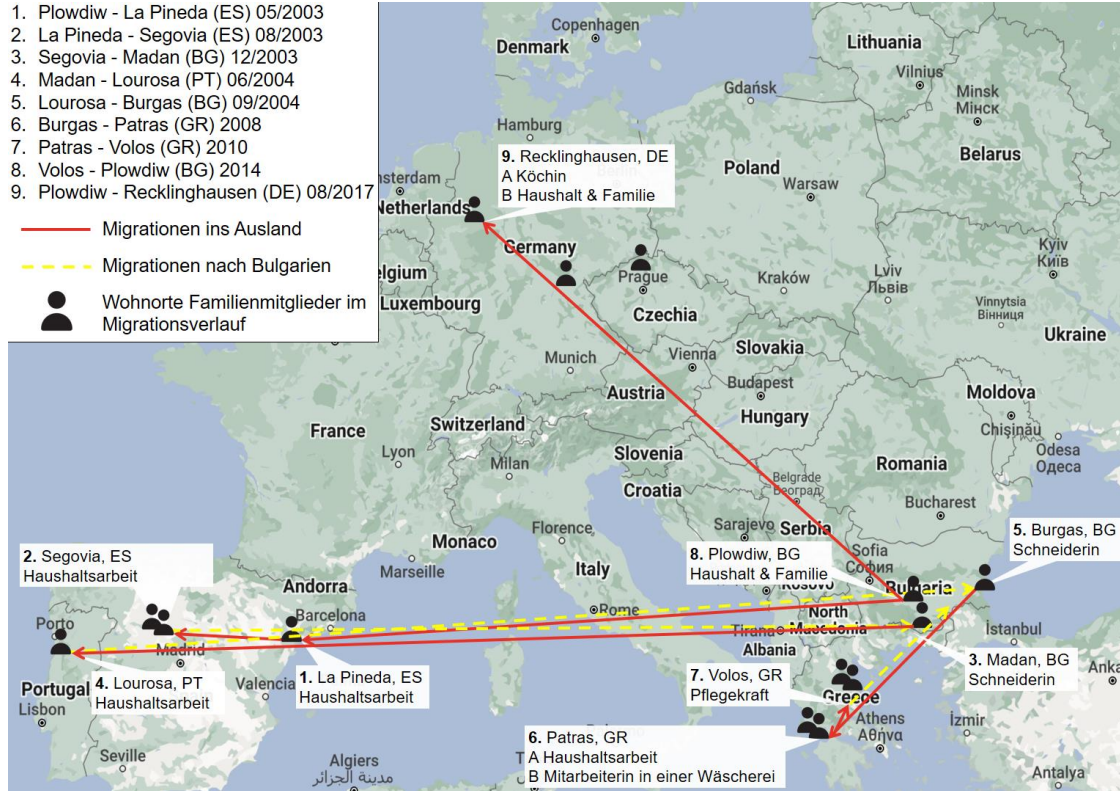 1. Plowdiw - La Pineda (ES) 05/2003
2. La Pineda - Segovia (ES) 08/2003
3. Segovia - Madan (BG) 12/2003
4. Madan - Lourosa (PT) 06/2004
5. Lourosa - Burgas (BG) 09/2004
6. Burgas - Patras (GR) 2008
7. Patras - Volos (GR) 2010
8. Volos - Plowdiw (BG) 2014
9. Plowdiw - Recklinghausen (DE) 08/2017
Migrationen ins Ausland
Migrationen nach Bulgarien
Wohnorte Familienmitglieder im
Migrationsverlauf
Copenhagen
Denmark
Lithuania
Vilnius
Minsk
Мінск
Gdańsk
Hamburg
Belarus
9. Recklinghausen, DE
A Köchin
B Haushalt & Familie
Poland
Warsaw
msterdam
Netherlands
Germany
Kyiv
Київ
elgium
Prague
Kraków
Lviv
Львів
Luxembourg
Czechia
Vinnytsia
Вінниця
Ukraine
Slovakia
Munich
Vienna
Budapest
Moldova
Austria
Hungary
Chișinău
France
Switzerland
Odesa
Одеса
Lyon
Milan
Slovenia
Romania
Croatia
Belgrade
Београд
Bucharest
Florence
Sarajevo
Serbia
5. Burgas, BG
Schneiderin
Monaco
8. Plowdiw, BG
Haushalt & Familie
Sofia
София
2. Segovia, ES
Haushaltsarbeit
Marseille
Italy
Andorra
Kosovo
Bulgaria
Barcelona
Rome
North
Macedonia
Porto
Tirana
İstanbul
Madrid
Albania
3. Madan, BG
Schneiderin
Anka
Portugal
4. Lourosa, PT
Haushaltsarbeit
Valencia
1. La Pineda, ES
Haushaltsarbeit
7. Volos, GR
Pflegekraft
Greece
Lisbon
Athens
Αθήνα
İzmir
6. Patras, GR
A Haushaltsarbeit
B Mitarbeiterin in einer Wäscherei
Seville
Algiers
مدينة الجزائر
Antalya